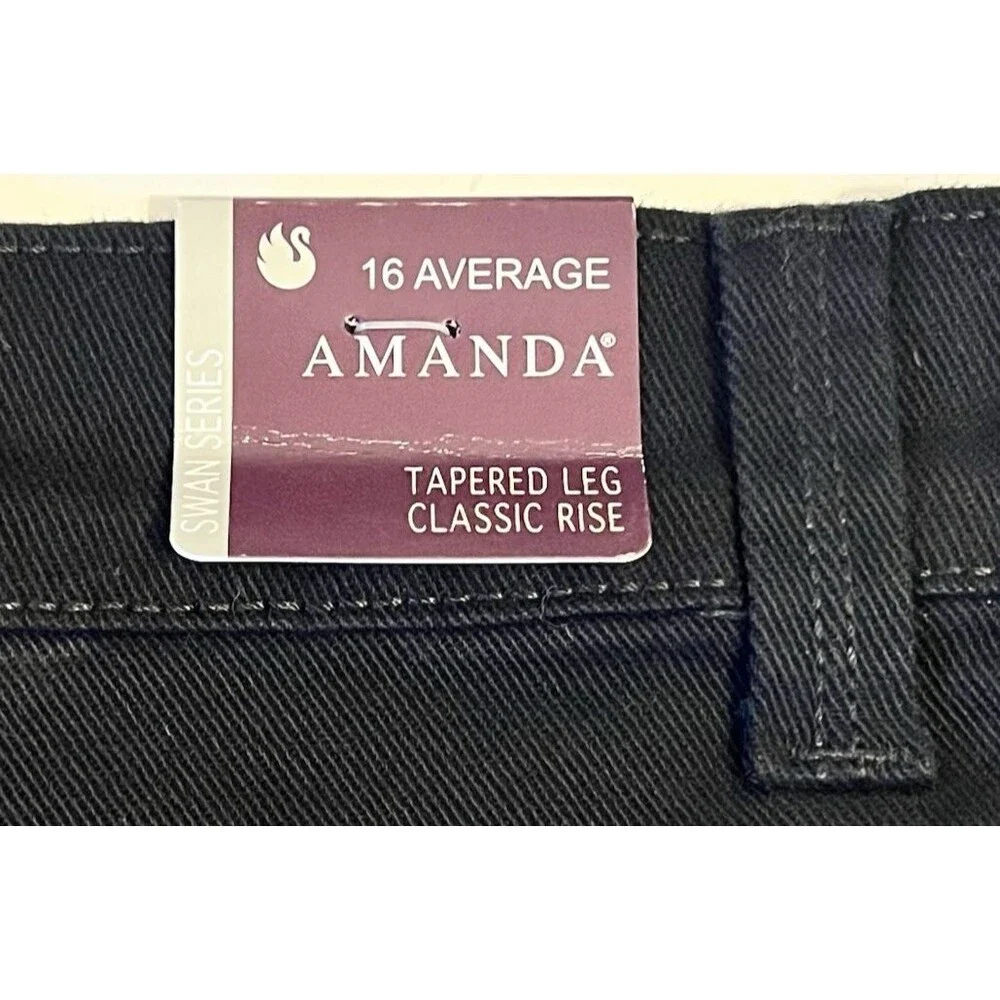 16 AVERAGE
AMANDA®
TAPERED LEG
CLASSIC RISE
SWAN SERIES